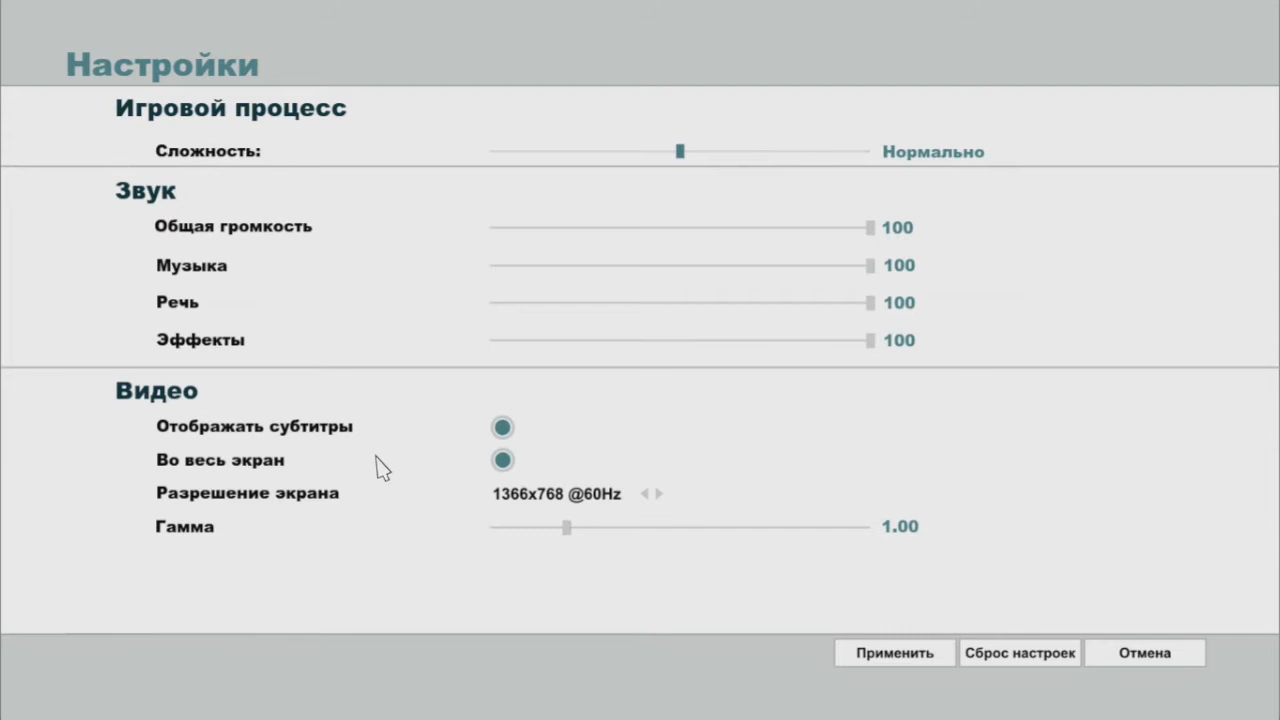 Настройки
Игровой процесс
Сложность: Нормально
Звук
Общая громкость 100
Музыка 100
Речь 100
Эффекты 100
Видео
Отображать субтитры
Во весь экран
Разрешение экрана 1366x768 @60Hz
Гамма 1.00
Применить Сброс настроек Отмена